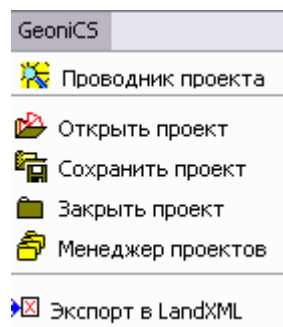 GeoniCS
Проводник проекта
Открыть проект
Сохранить проект
Закрыть проект
Менеджер проектов
Экспорт в LandXML